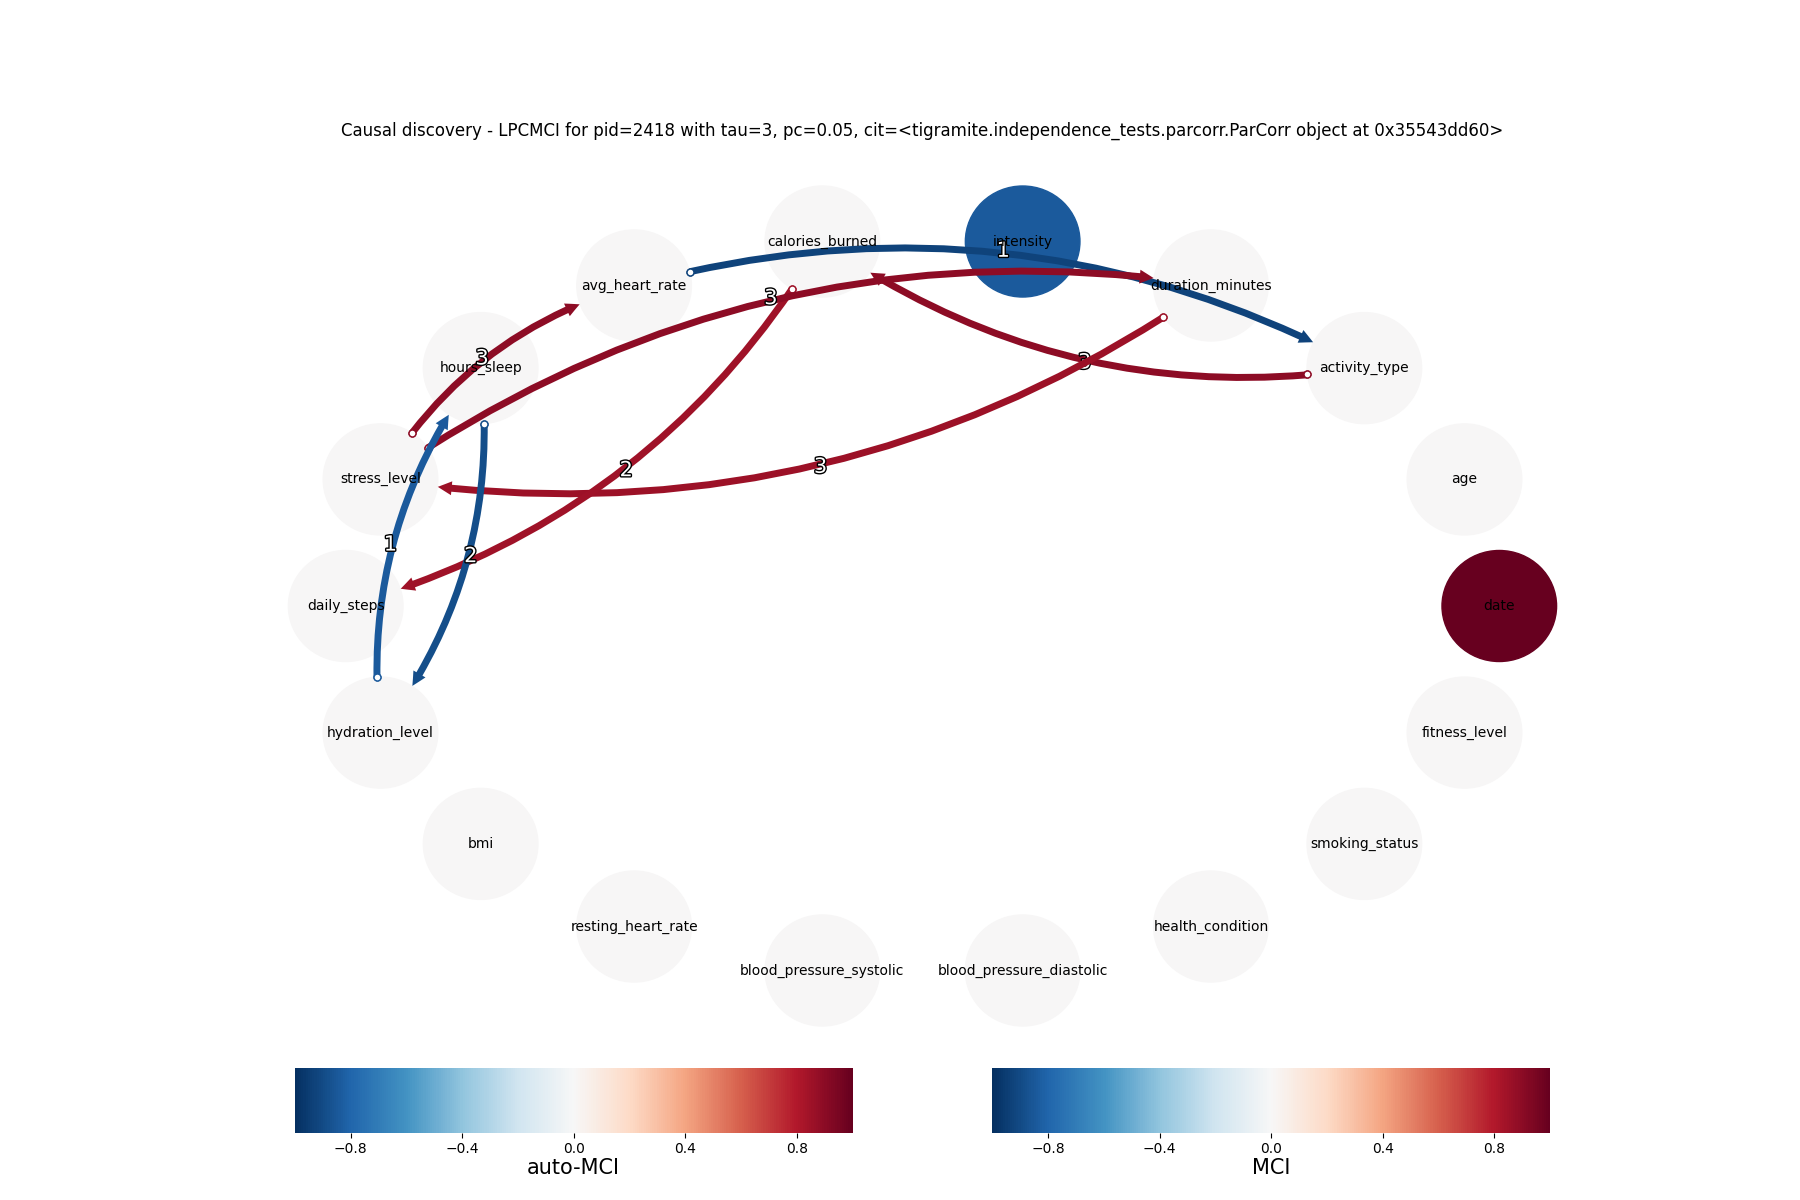 Causal discovery - LPCMCI for pid=2418 with tau=3, pc=0.05, cit=<tigramite.independence_tests.parcorr.ParCorr object at 0x35543dd60>
calories_burned
intensity
1
avg_heart_rate
duration_minutes
3
3
hours_sleep
3
activity_type
2
3
stress_level
age
1
2
daily_steps
date
hydration_level
fitness_level
bmi
smoking_status
resting_heart_rate
health_condition
blood_pressure_systolic
blood_pressure_diastolic
−0.8 −0.4 0.0 0.4 0.8
auto-MCI
−0.8 −0.4 0.0 0.4 0.8
MCI